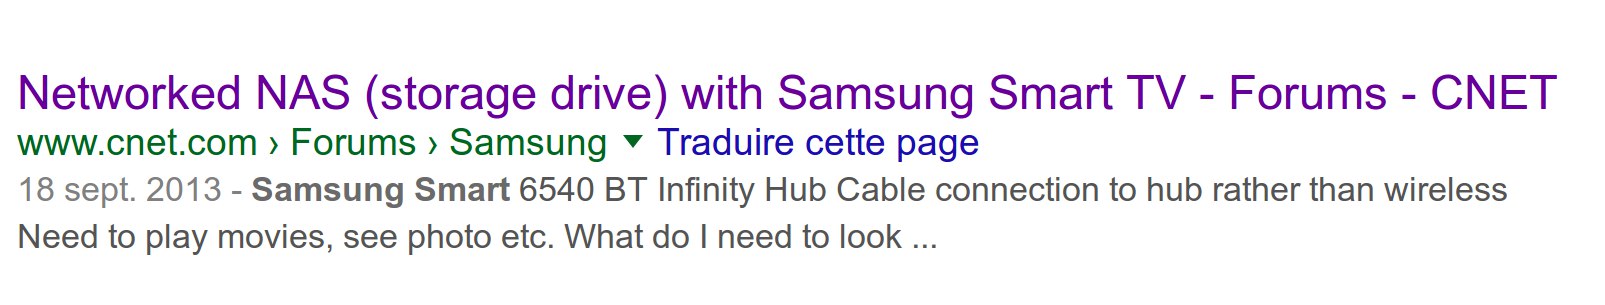 Networked NAS (storage drive) with Samsung Smart TV - Forums - CNET
www.cnet.com › Forums › Samsung ▼ Traduire cette page
18 sept. 2013 - Samsung Smart 6540 BT Infinity Hub Cable connection to hub rather than wireless
Need to play movies, see photo etc. What do I need to look ...